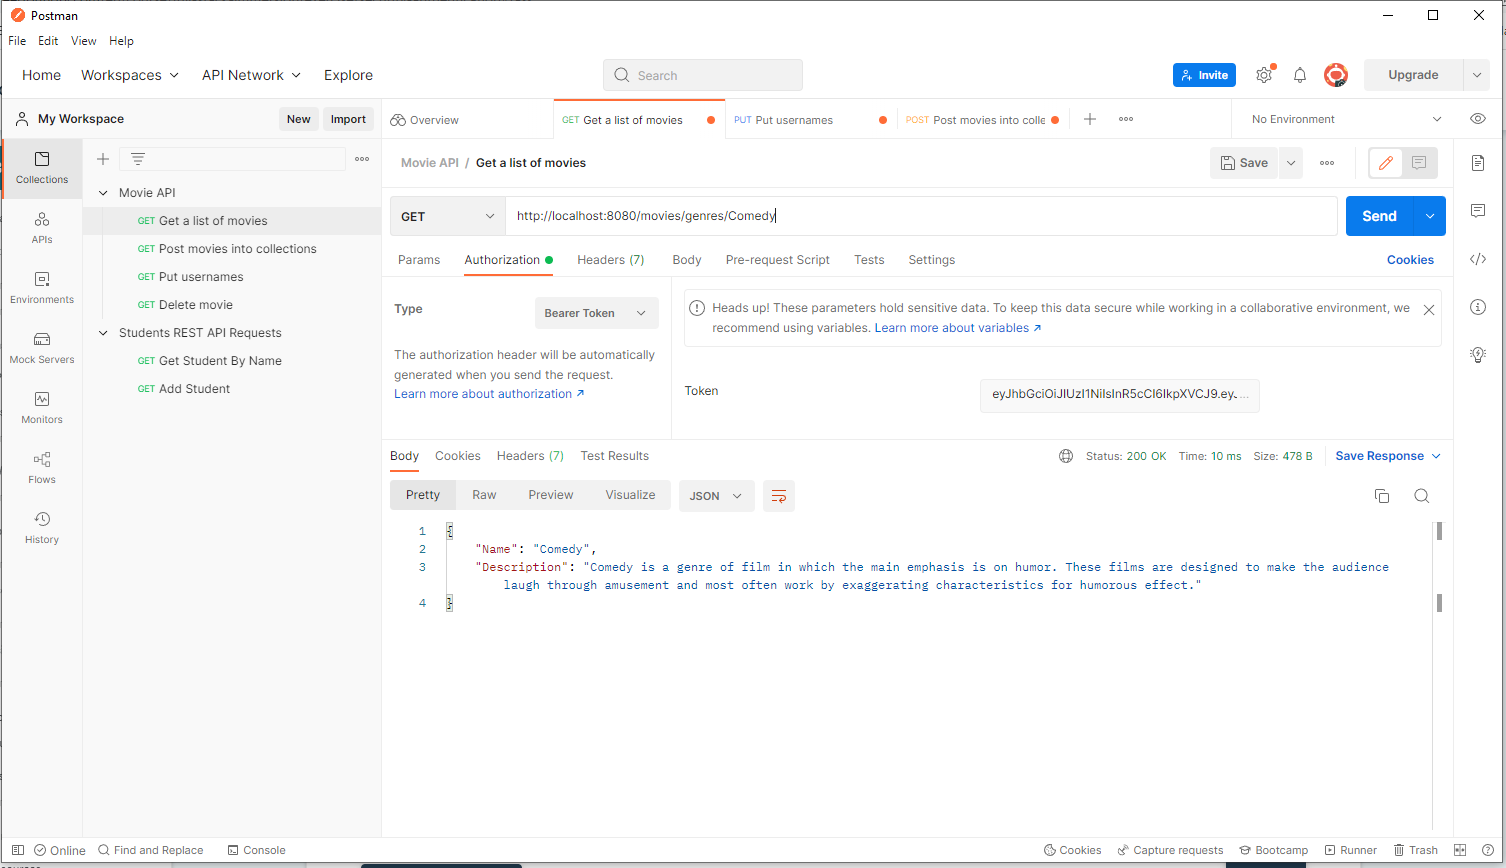 Postman
File Edit View Help
Home Workspaces API Network Explore
Search
Invite
Upgrade
My Workspace
New Import
Overview
GET Get a list of movies
PUT Put usernames
POST Post movies into colle
No Environment
Collections
APIs
Environments
Mock Servers
Monitors
Flows
History
Movie API
GET Get a list of movies
GET Post movies into collections
GET Put usernames
GET Delete movie
Students REST API Requests
GET Get Student By Name
GET Add Student
Movie API / Get a list of movies
Save
GET http://localhost:8080/movies/genres/Comedy
Send
Params Authorization Headers (7) Body Pre-request Script Tests Settings
Cookies
Type Bearer Token
The authorization header will be automatically
generated when you send the request.
Learn more about authorization ↗
Heads up! These parameters hold sensitive data. To keep this data secure while working in a collaborative environment, we
recommend using variables. Learn more about variables ↗
Token
Body Cookies Headers (7) Test Results
Status: 200 OK Time: 10 ms Size: 478 B
Save Response
Pretty Raw Preview Visualize JSON
1 {
2 "Name": "Comedy",
3 "Description": "Comedy is a genre of film in which the main emphasis is on humor. These films are designed to make the audience
laugh through amusement and most often work by exaggerating characteristics for humorous effect."
4 }
Online Find and Replace Console
Cookies Capture requests Bootcamp Runner Trash